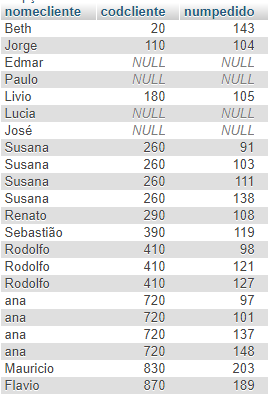 nomecliente codcliente numpedido
Beth 20 143
Jorge 110 104
Edmar NULL NULL
Paulo NULL NULL
Livio 180 105
Lucia NULL NULL
José NULL NULL
Susana 260 91
Susana 260 103
Susana 260 111
Susana 260 138
Renato 290 108
Sebastião 390 119
Rodolfo 410 98
Rodolfo 410 121
Rodolfo 410 127
ana 720 97
ana 720 101
ana 720 137
ana 720 148
Mauricio 830 203
Flavio 870 189